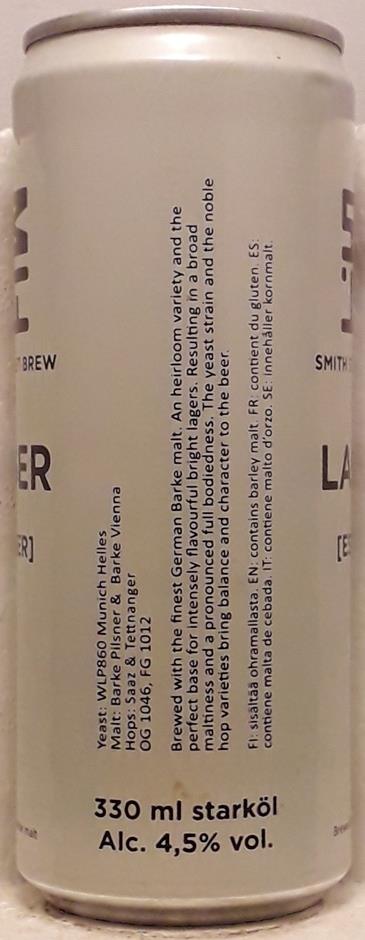 Yeast: WLP860 Munich Helles
Malt: Barke Pilsner & Barke Vienna
Hops: Saaz & Tettnanger
OG 1046, FG 1012
Brewed with the finest German Barke malt. An heirloom variety and the
perfect base for intensely flavourful bright lagers. Resulting in a broad
maltiness and a pronounced full bodiedness. The yeast strain and the noble
hop varieties bring balance and character to the beer.
FI: sisältää ohramallasta. EN: contains barley malt. FR: contient du gluten. ES:
contiene malta de cebada. IT: contiene malto d'orzo. SE: innehåller kornmalt.
330 ml starköl
Alc. 4,5% vol.
BREW
ER
ER]
malt
SMITH
LA
[E